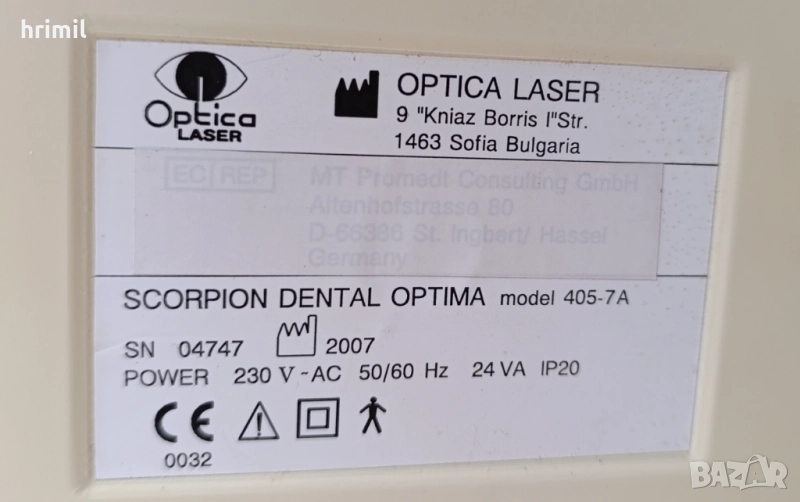 hrimil
Optica
LASER
OPTICA LASER
9 "Kniaz Borris I"Str.
1463 Sofia Bulgaria
EC REP
MT Promedt Consulting GmbH
Altenhofstrasse 80
D-66386 St. Ingbert/ Hassel
Germany
SCORPION DENTAL OPTIMA model 405-7A
SN 04747 2007
POWER 230 V ~AC 50/60 Hz 24 VA IP20
CE
0032
BAZAR